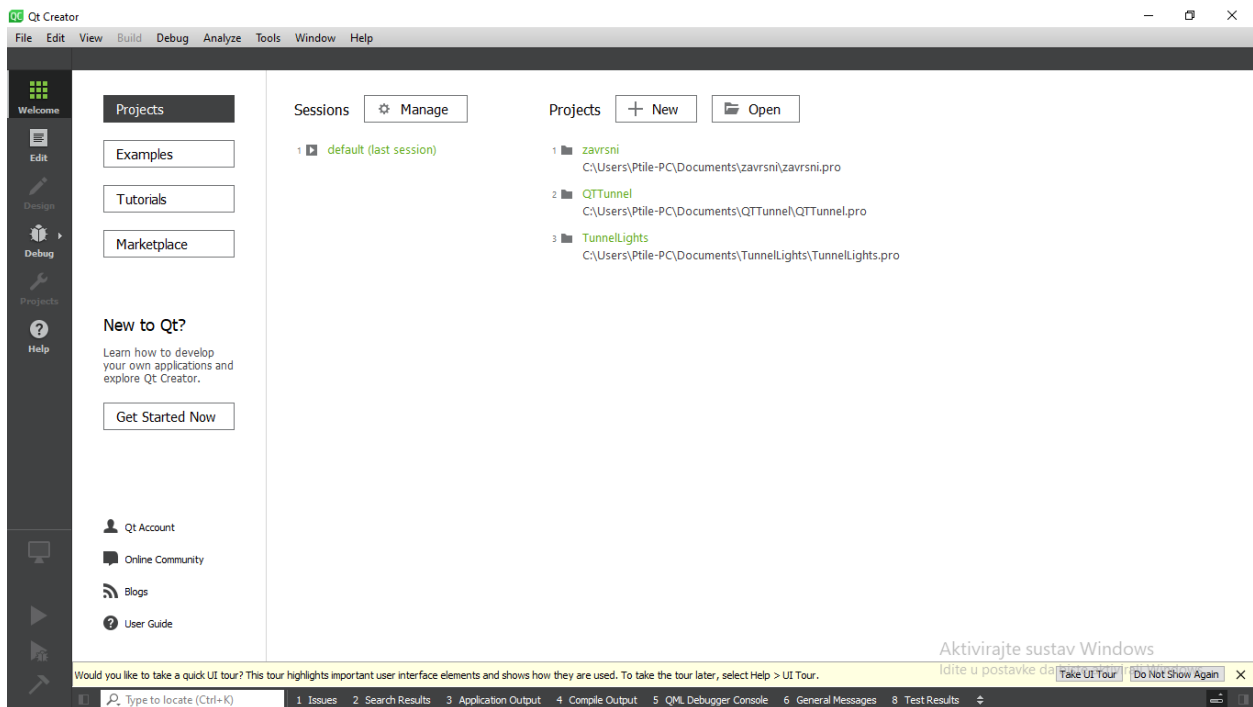 Qt Creator
File Edit View Build Debug Analyze Tools Window Help
Welcome
Edit
Design
Debug
Projects
Help
Projects
Examples
Tutorials
Marketplace
New to Qt?
Learn how to develop
your own applications and
explore Qt Creator.
Get Started Now
Qt Account
Online Community
Blogs
User Guide
Sessions Manage
1 default (last session)
Projects New Open
1 zavrsni
C:\Users\Ptile-PC\Documents\zavrsni\zavrsni.pro
2 QTTunnel
C:\Users\Ptile-PC\Documents\QTTunnel\QTTunnel.pro
3 TunnelLights
C:\Users\Ptile-PC\Documents\TunnelLights\TunnelLights.pro
Aktivirajte sustav Windows
Idite u postavke da
Would you like to take a quick UI tour? This tour highlights important user interface elements and shows how they are used. To take the tour later, select Help > UI Tour. Take UI Tour Do Not Show Again
Type to locate (Ctrl+K) 1 Issues 2 Search Results 3 Application Output 4 Compile Output 5 QML Debugger Console 6 General Messages 8 Test Results